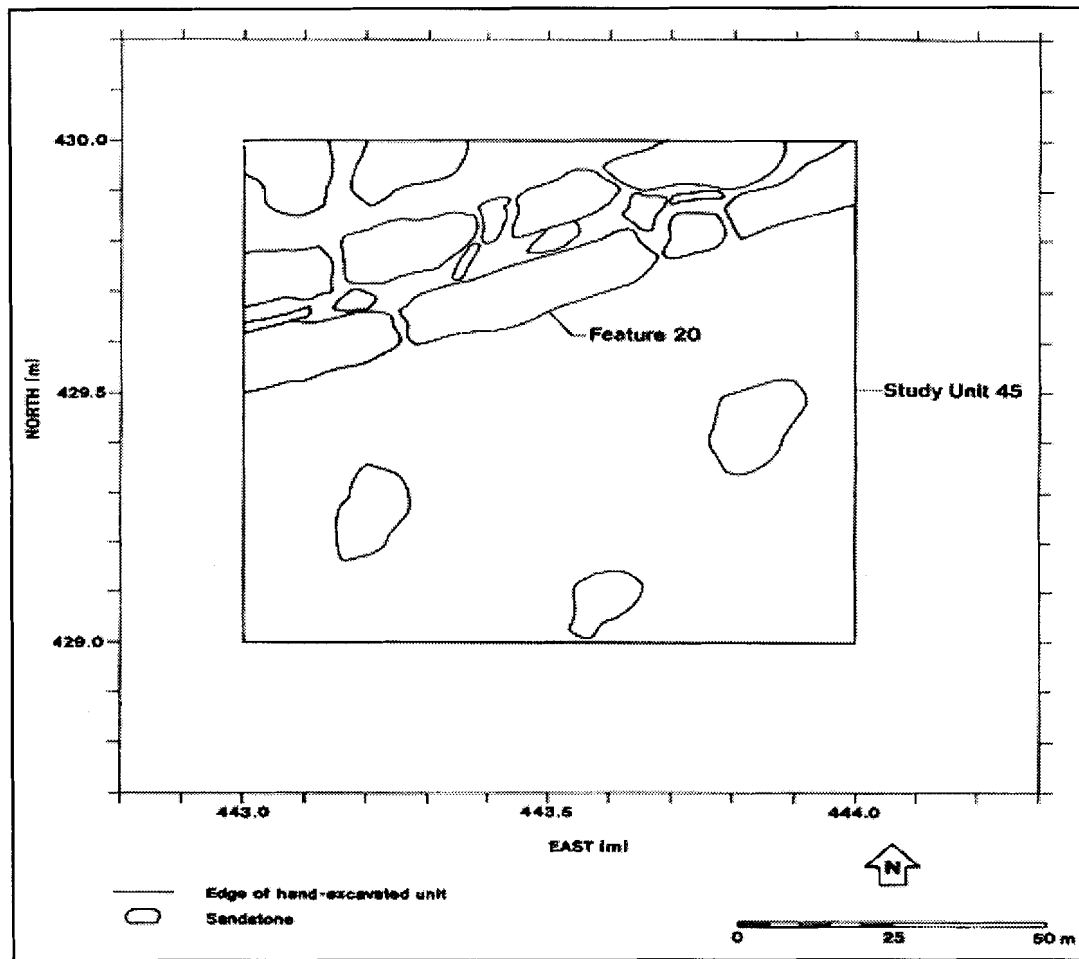 430.0
Feature 20
429.5
Study Unit 45
NORTH (m)
429.0
443.0
443.5
444.0
EAST (m)
N
Edge of hand-excavated unit
Sandstone
0
25
50 m